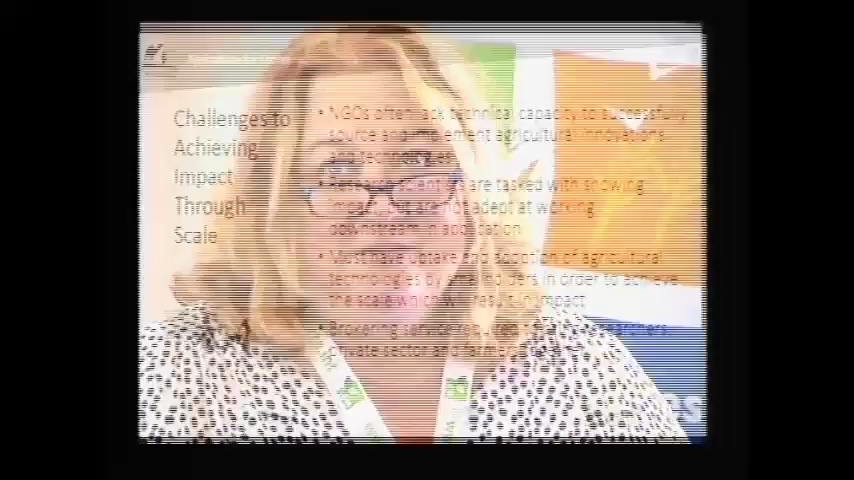 Challenges to
Achieving
Impact
Through
Scale
• NGOs often lack technical capacity to successfully
source and implement agricultural innovations
and technologies
• Research scientists are tasked with showing
impact, but are not adept at working
downstream in application
• Must have uptake and adoption of agricultural
technologies by smallholders in order to achieve
the scale which will result in impact
• Brokering service required researchers,
private sector and